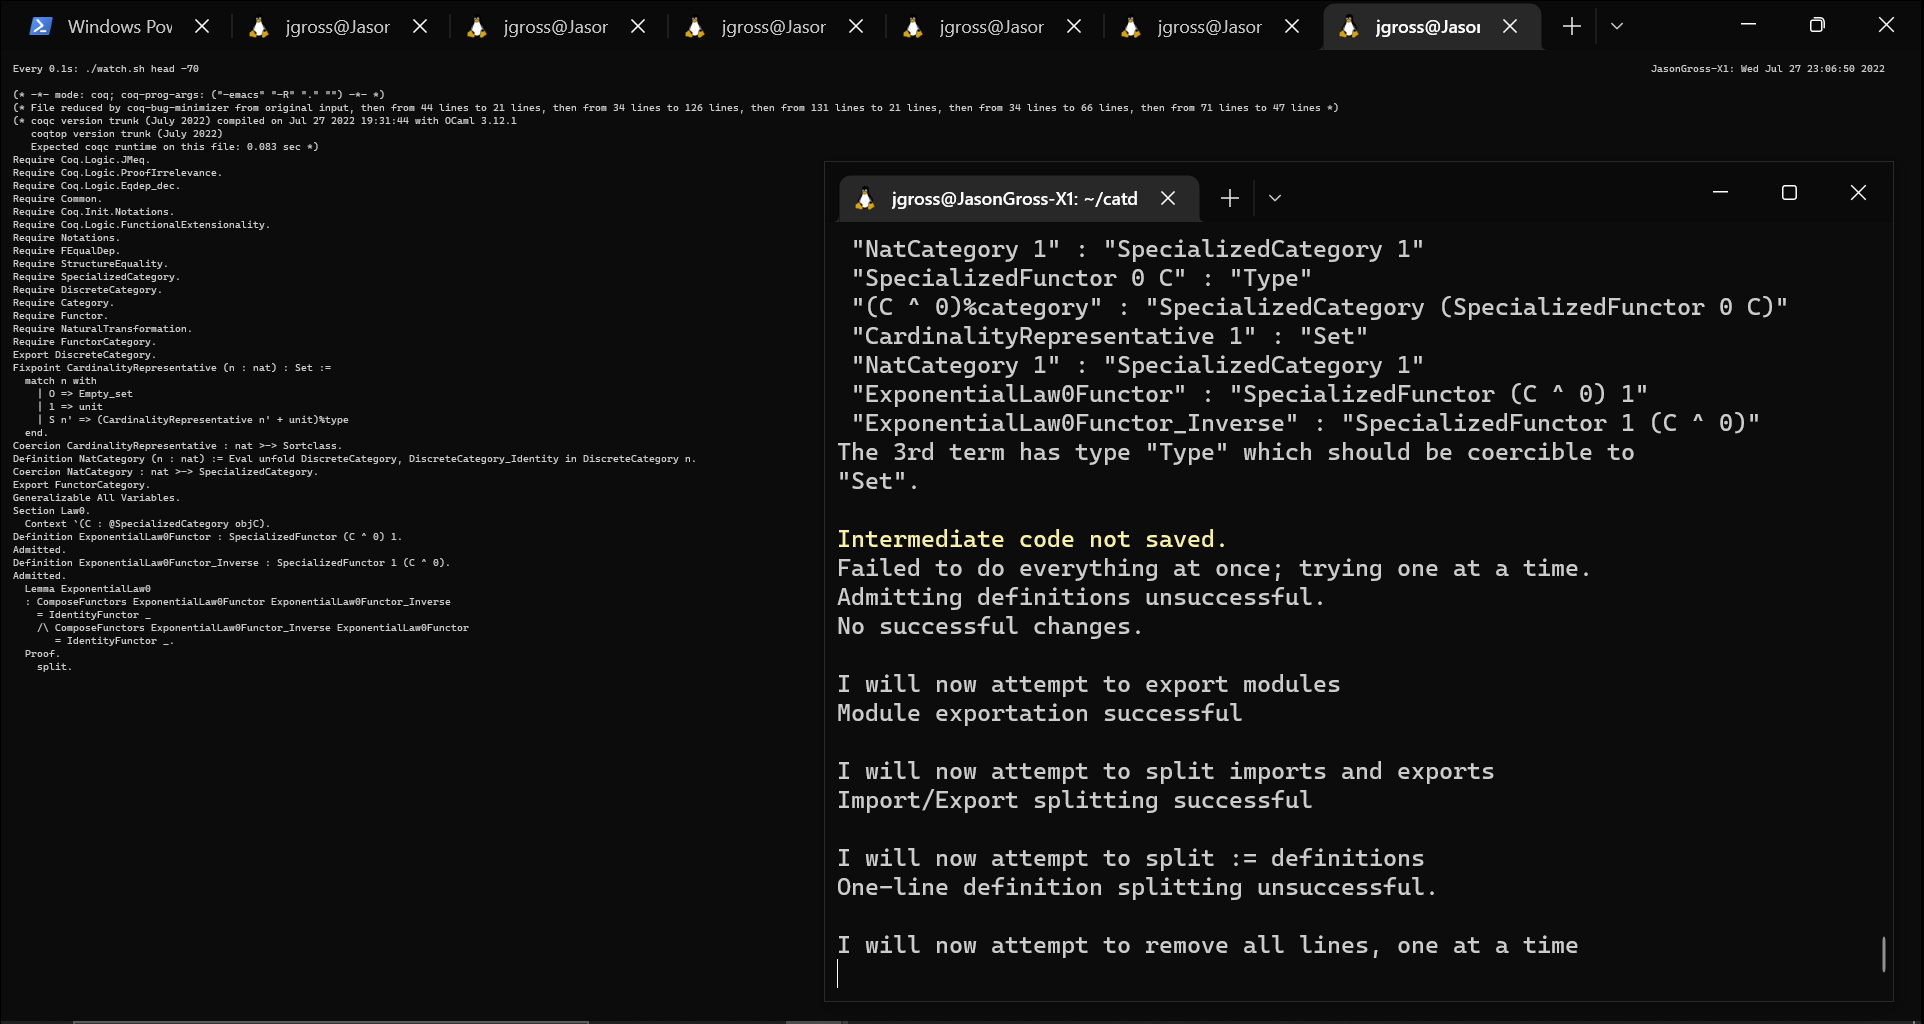 Windows Pov
jgross@Jasor
jgross@Jasor
jgross@Jasor
jgross@Jasor
jgross@Jasor
jgross@Jasor
Every 0.1s: ./watch.sh head -70
JasonGross-X1: Wed Jul 27 23:06:50 2022
(* -*- mode: coq; coq-prog-args: ("-emacs" "-R" "." "") -*- *)
(* File reduced by coq-bug-minimizer from original input, then from 44 lines to 21 lines, then from 34 lines to 126 lines, then from 131 lines to 21 lines, then from 34 lines to 66 lines, then from 71 lines to 47 lines *)
(* coqc version trunk (July 2022) compiled on Jul 27 2022 19:31:44 with OCaml 3.12.1
   coqtop version trunk (July 2022)
   Expected coqc runtime on this file: 0.083 sec *)
Require Coq.Logic.JMeq.
Require Coq.Logic.ProofIrrelevance.
Require Coq.Logic.Eqdep_dec.
Require Common.
Require Coq.Init.Notations.
Require Coq.Logic.FunctionalExtensionality.
Require Notations.
Require FEqualDep.
Require StructureEquality.
Require SpecializedCategory.
Require DiscreteCategory.
Require Category.
Require Functor.
Require NaturalTransformation.
Require FunctorCategory.
Export DiscreteCategory.
Fixpoint CardinalityRepresentative (n : nat) : Set :=
  match n with
    | O => Empty_set
    | 1 => unit
    | S n' => (CardinalityRepresentative n' + unit)%type
  end.
Coercion CardinalityRepresentative : nat >-> Sortclass.
Definition NatCategory (n : nat) := Eval unfold DiscreteCategory, DiscreteCategory_Identity in DiscreteCategory n.
Coercion NatCategory : nat >-> SpecializedCategory.
Export FunctorCategory.
Generalizable All Variables.
Section Law0.
  Context `(C : @SpecializedCategory objC).
Definition ExponentialLaw0Functor : SpecializedFunctor (C ^ 0) 1.
Admitted.
Definition ExponentialLaw0Functor_Inverse : SpecializedFunctor 1 (C ^ 0).
Admitted.
  Lemma ExponentialLaw0
  : ComposeFunctors ExponentialLaw0Functor ExponentialLaw0Functor_Inverse
    = IdentityFunctor _
    /\ ComposeFunctors ExponentialLaw0Functor_Inverse ExponentialLaw0Functor
       = IdentityFunctor _.
  Proof.
    split.
jgross@JasonGross-X1: ~/catd
 "NatCategory 1" : "SpecializedCategory 1"
 "SpecializedFunctor 0 C" : "Type"
 "(C ^ 0)%category" : "SpecializedCategory (SpecializedFunctor 0 C)"
 "CardinalityRepresentative 1" : "Set"
 "NatCategory 1" : "SpecializedCategory 1"
 "ExponentialLaw0Functor" : "SpecializedFunctor (C ^ 0) 1"
 "ExponentialLaw0Functor_Inverse" : "SpecializedFunctor 1 (C ^ 0)"
The 3rd term has type "Type" which should be coercible to
"Set".
Intermediate code not saved.
Failed to do everything at once; trying one at a time.
Admitting definitions unsuccessful.
No successful changes.
I will now attempt to export modules
Module exportation successful
I will now attempt to split imports and exports
Import/Export splitting successful
I will now attempt to split := definitions
One-line definition splitting unsuccessful.
I will now attempt to remove all lines, one at a time